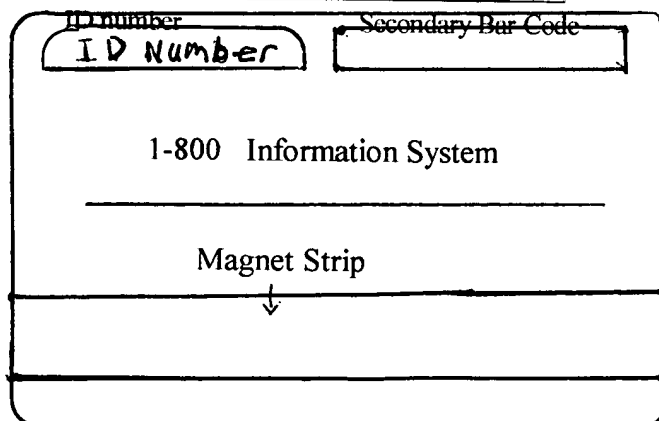 ID number
Secondary Bar Code
ID Number
1-800 Information System
Magnet Strip